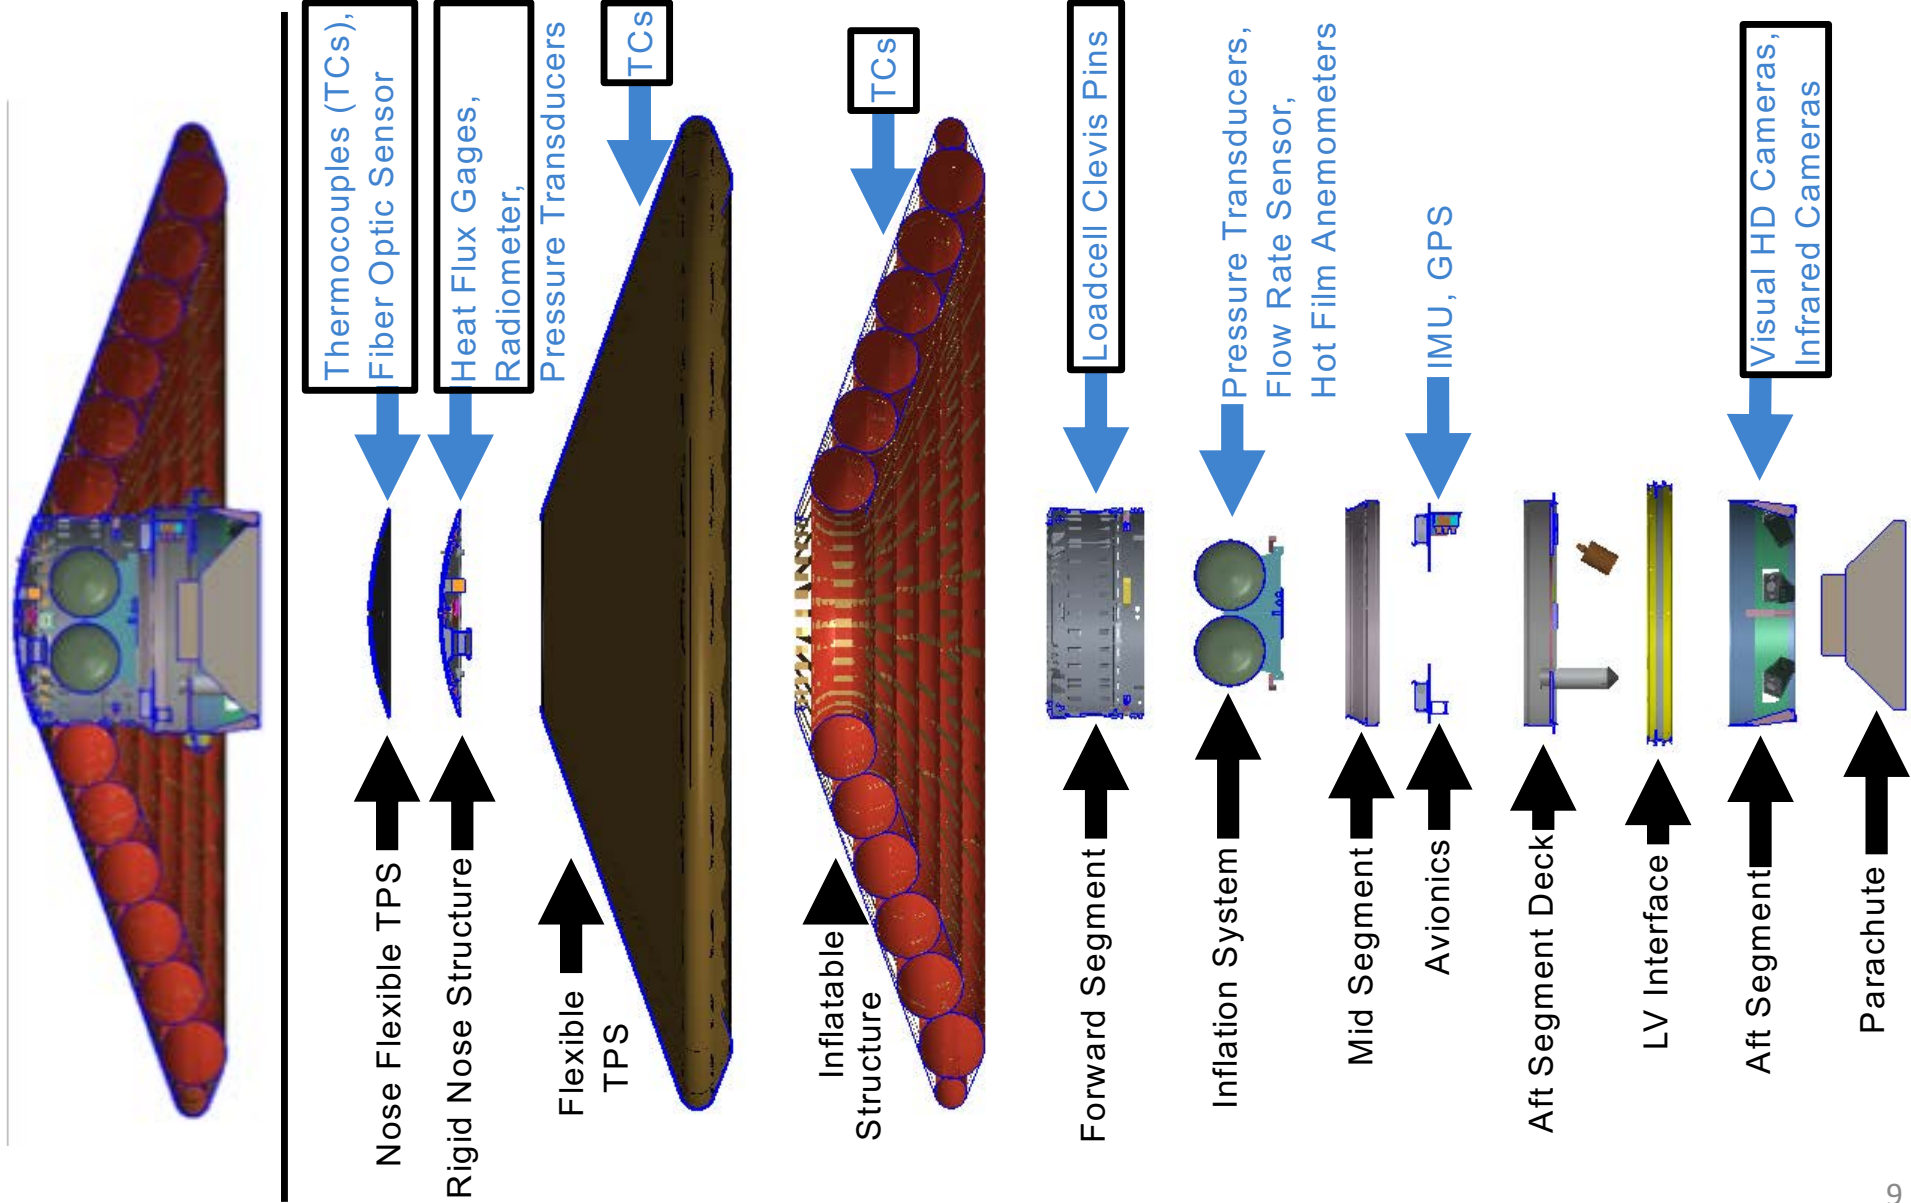 Thermocouples (TCs),
Fiber Optic Sensor
Heat Flux Gages,
Radiometer,
Pressure Transducers
TCs
TCs
Loadcell Clevis Pins
Pressure Transducers,
Flow Rate Sensor,
Hot Film Anemometers
IMU, GPS
Visual HD Cameras,
Infrared Cameras
Nose Flexible TPS
Rigid Nose Structure
Flexible
TPS
Inflatable
Structure
Forward Segment
Inflation System
Mid Segment
Avionics
Aft Segment Deck
LV Interface
Aft Segment
Parachute
9